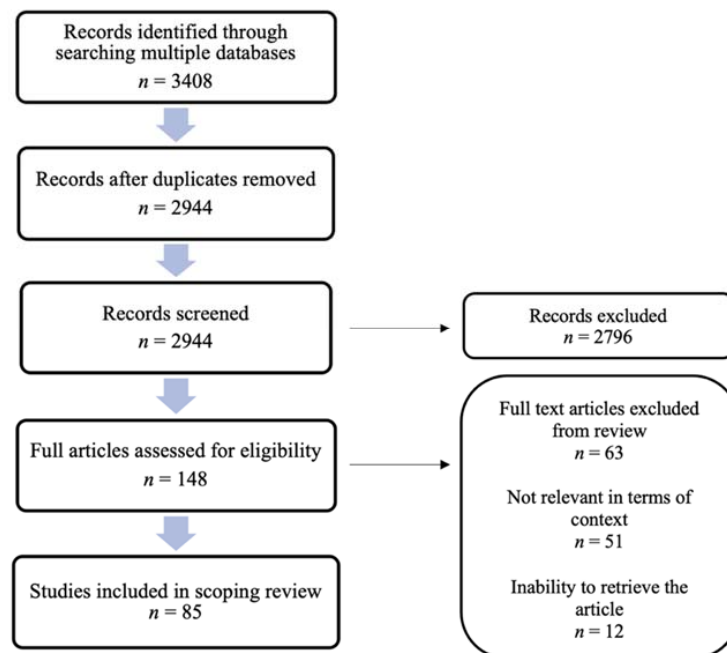 Records identified through
searching multiple databases
n = 3408
Records after duplicates removed
n = 2944
Records screened
n = 2944
Records excluded
n = 2796
Full articles assessed for eligibility
n = 148
Full text articles excluded
from review
n = 63
Not relevant in terms of
context
n = 51
Inability to retrieve the
article
n = 12
Studies included in scoping review
n = 85